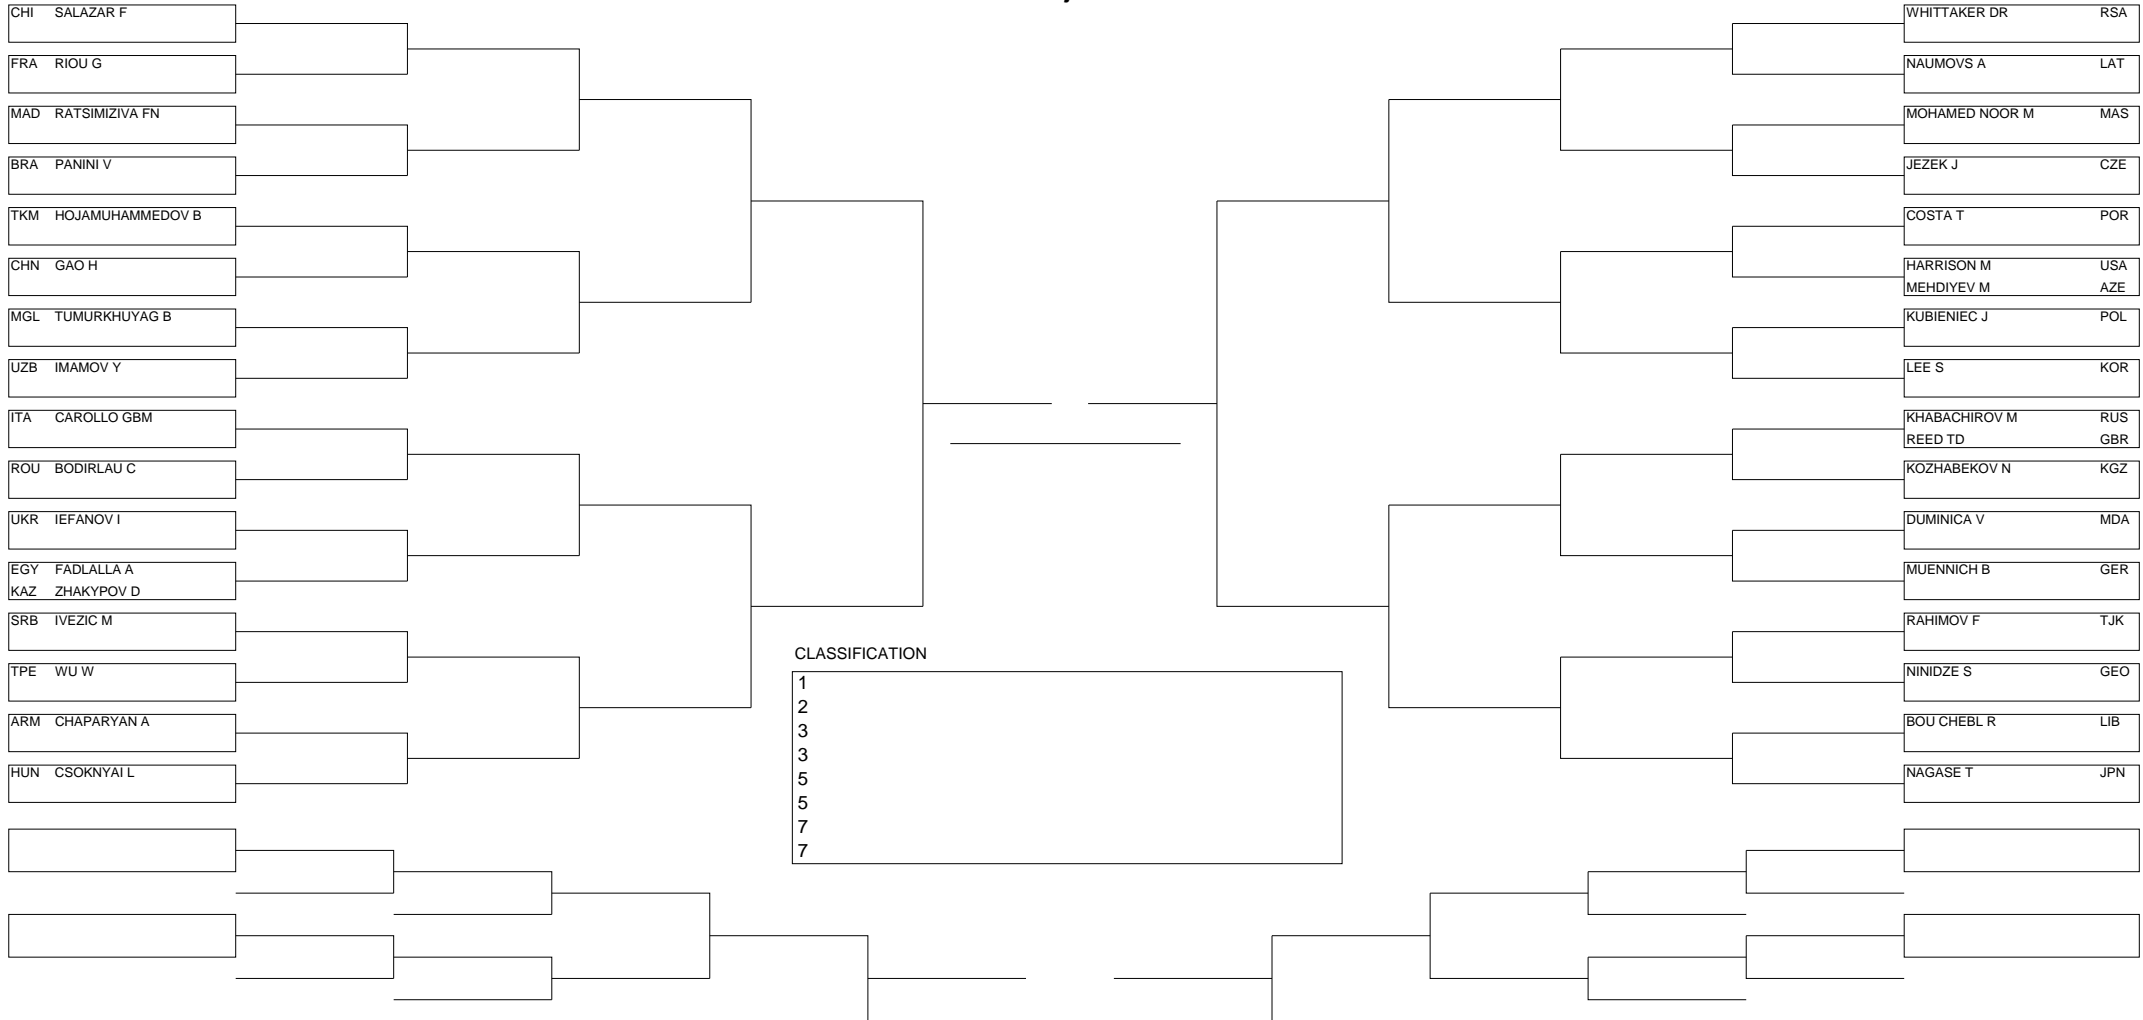 CHI SALAZAR F
FRA RIOU G
MAD RATSIMIZIVA FN
BRA PANINI V
TKM HOJAMUHAMMEDOV B
CHN GAO H
MGL TUMURKHUYAG B
UZB IMAMOV Y
ITA CAROLLO GBM
ROU BODIRLAU C
UKR IEFANOV I
EGY FADLALLA A
KAZ ZHAKYPOV D
SRB IVEZIC M
TPE WU W
ARM CHAPARYAN A
HUN CSOKNYAI L
CLASSIFICATION
1
2
3
3
5
5
7
7
WHITTAKER DR RSA
NAUMOVS A LAT
MOHAMED NOOR M MAS
JEZEK J CZE
COSTA T POR
HARRISON M USA
MEHDIYEV M AZE
KUBIENIEC J POL
LEE S KOR
KHABACHIROV M RUS
REED TD GBR
KOZHABEKOV N KGZ
DUMINICA V MDA
MUENNICH B GER
RAHIMOV F TJK
NINIDZE S GEO
BOU CHEBL R LIB
NAGASE T JPN